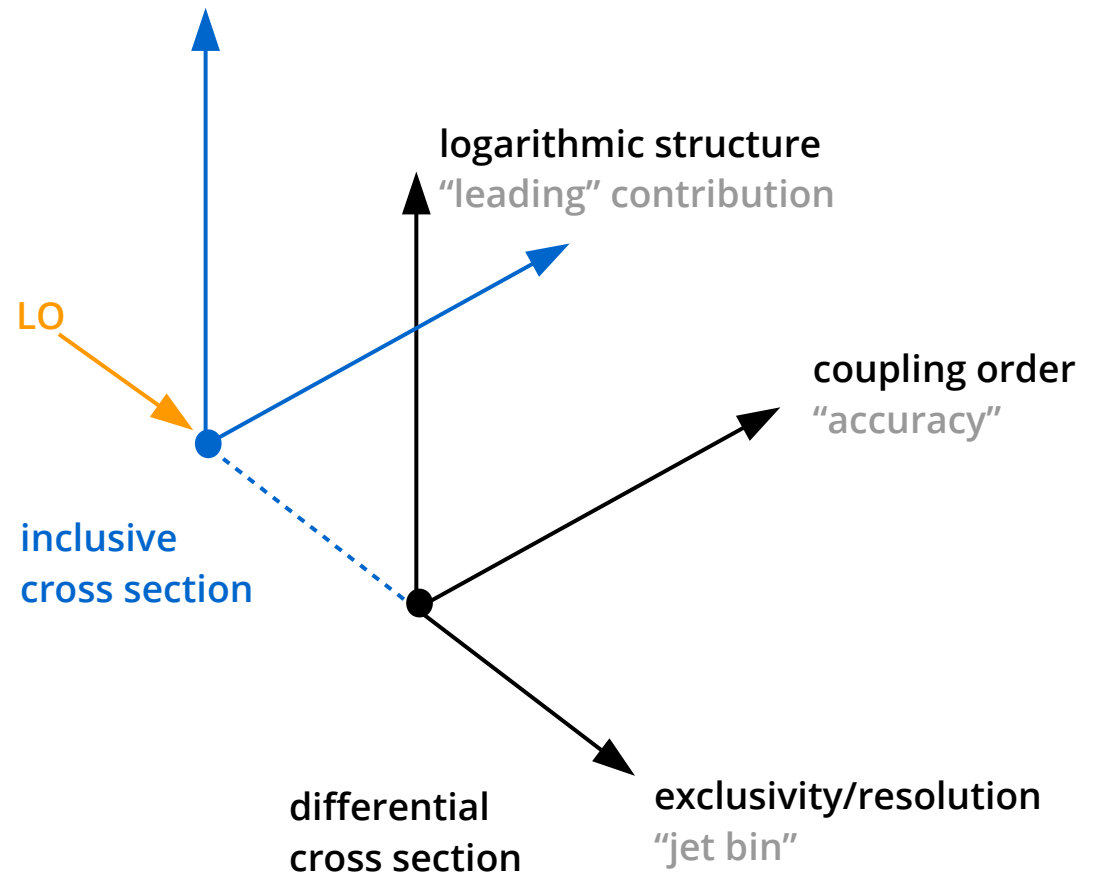 logarithmic structure
“leading” contribution
LO
coupling order
“accuracy”
inclusive
cross section
differential
cross section
exclusivity/resolution
“jet bin”